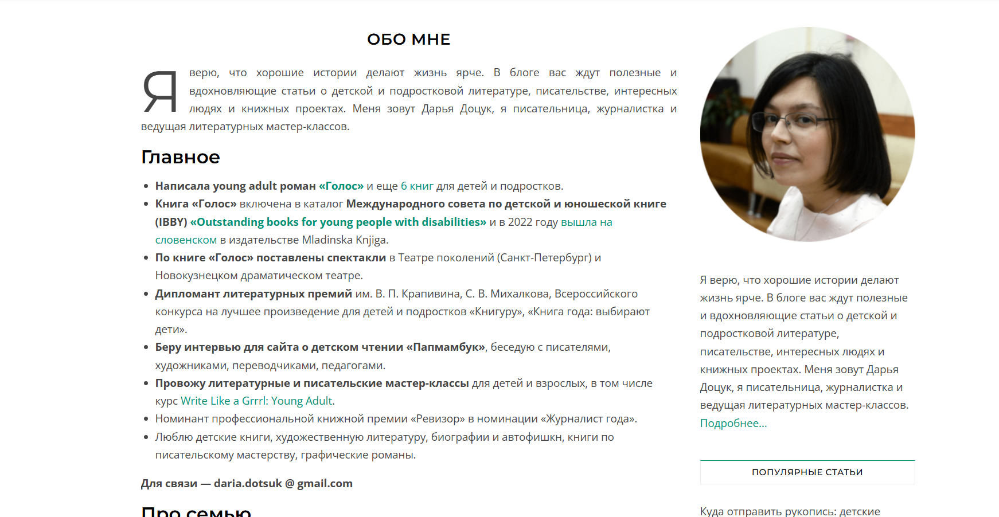 ОБО МНЕ
Я верю, что хорошие истории делают жизнь ярче. В блоге вас ждут полезные и
вдохновляющие статьи о детской и подростковой литературе, писательстве, интересных
людях и книжных проектах. Меня зовут Дарья Доцук, я писательница, журналистка и
ведущая литературных мастер-классов.
Главное
Написала young adult роман «Голос» и еще 6 книг для детей и подростков.
Книга «Голос» включена в каталог Международного совета по детской и юношеской книге
(IBBY) «Outstanding books for young people with disabilities» и в 2022 году вышла на
словенском в издательстве Mladinska Knjiga.
По книге «Голос» поставлены спектакли в Театре поколений (Санкт-Петербург) и
Новокузнецком драматическом театре.
Дипломант литературных премий им. В. П. Крапивина, С. В. Михалкова, Всероссийского
конкурса на лучшее произведение для детей и подростков «Книгуру», «Книга года: выбирают
дети».
Беру интервью для сайта о детском чтении «Папмамбук», беседую с писателями,
художниками, переводчиками, педагогами.
Провожу литературные и писательские мастер-классы для детей и взрослых, в том числе
курс Write Like a Grrrl: Young Adult.
Номинант профессиональной книжной премии «Ревизор» в номинации «Журналист года».
Люблю детские книги, художественную литературу, биографии и автофишкн, книги по
писательскому мастерству, графические романы.
Для связи — daria.dotsuk @ gmail.com
Про семью
Я верю, что хорошие истории делают
жизнь ярче. В блоге вас ждут полезные
и вдохновляющие статьи о детской и
подростковой литературе,
писательстве, интересных людях и
книжных проектах. Меня зовут Дарья
Доцук, я писательница, журналистка и
ведущая литературных мастер-классов.
Подробнее...
ПОПУЛЯРНЫЕ СТАТЬИ
Куда отправить рукопись: детские